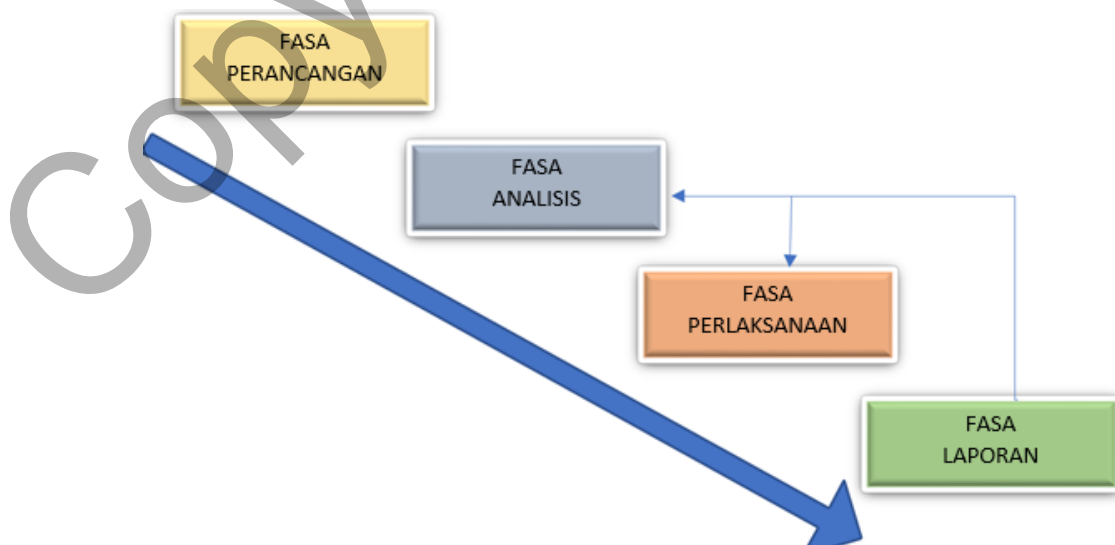 FASA
PERANCANGAN
FASA
ANALISIS
FASA
PERLAKSANAAN
FASA
LAPORAN
Copy